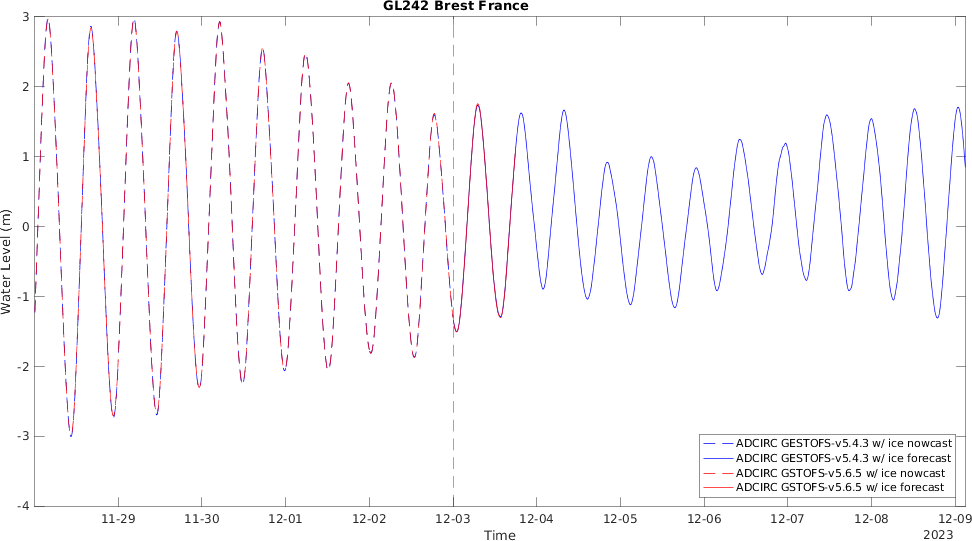 GL242 Brest France
3
2
1
0
-1
-2
-3
-4
Water Level (m)
ADCIRC GESTOFS-v5.4.3 w/ ice nowcast
ADCIRC GESTOFS-v5.4.3 w/ ice forecast
ADCIRC GSTOFS-v5.6.5 w/ ice nowcast
ADCIRC GSTOFS-v5.6.5 w/ ice forecast
11-29 11-30 12-01 12-02 12-03 12-04 12-05 12-06 12-07 12-08 12-09
Time
2023